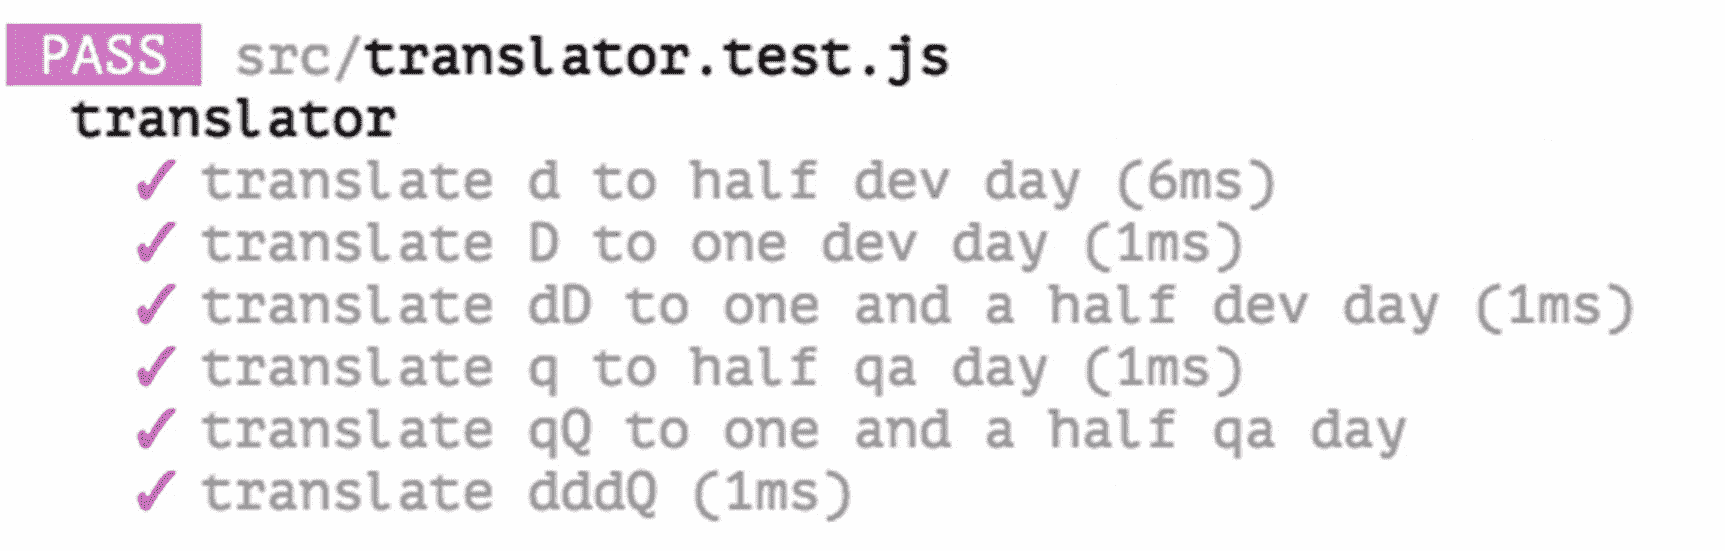 PASS src/translator.test.js
translator
✓ translate d to half dev day (6ms)
✓ translate D to one dev day (1ms)
✓ translate dD to one and a half dev day (1ms)
✓ translate q to half qa day (1ms)
✓ translate qQ to one and a half qa day
✓ translate dddQ (1ms)